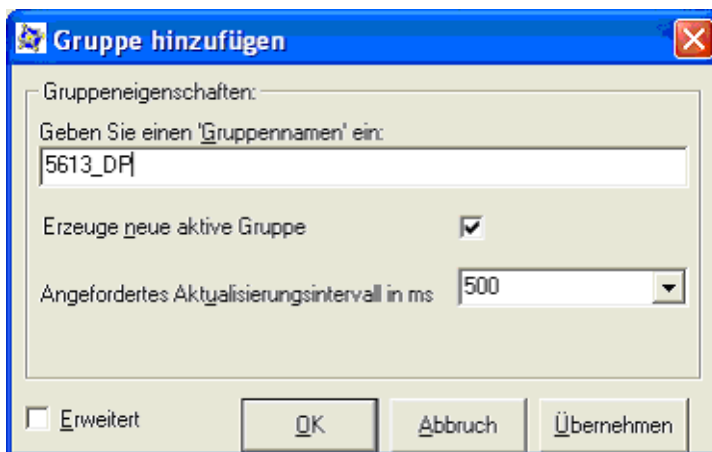 Gruppe hinzufügen
Gruppeneigenschaften:
Geben Sie einen 'Gruppennamen' ein:
5613_DP
Erzeuge neue aktive Gruppe
Angefordertes Aktualisierungsintervall in ms 500
Erweitert OK Abbruch Übernehmen